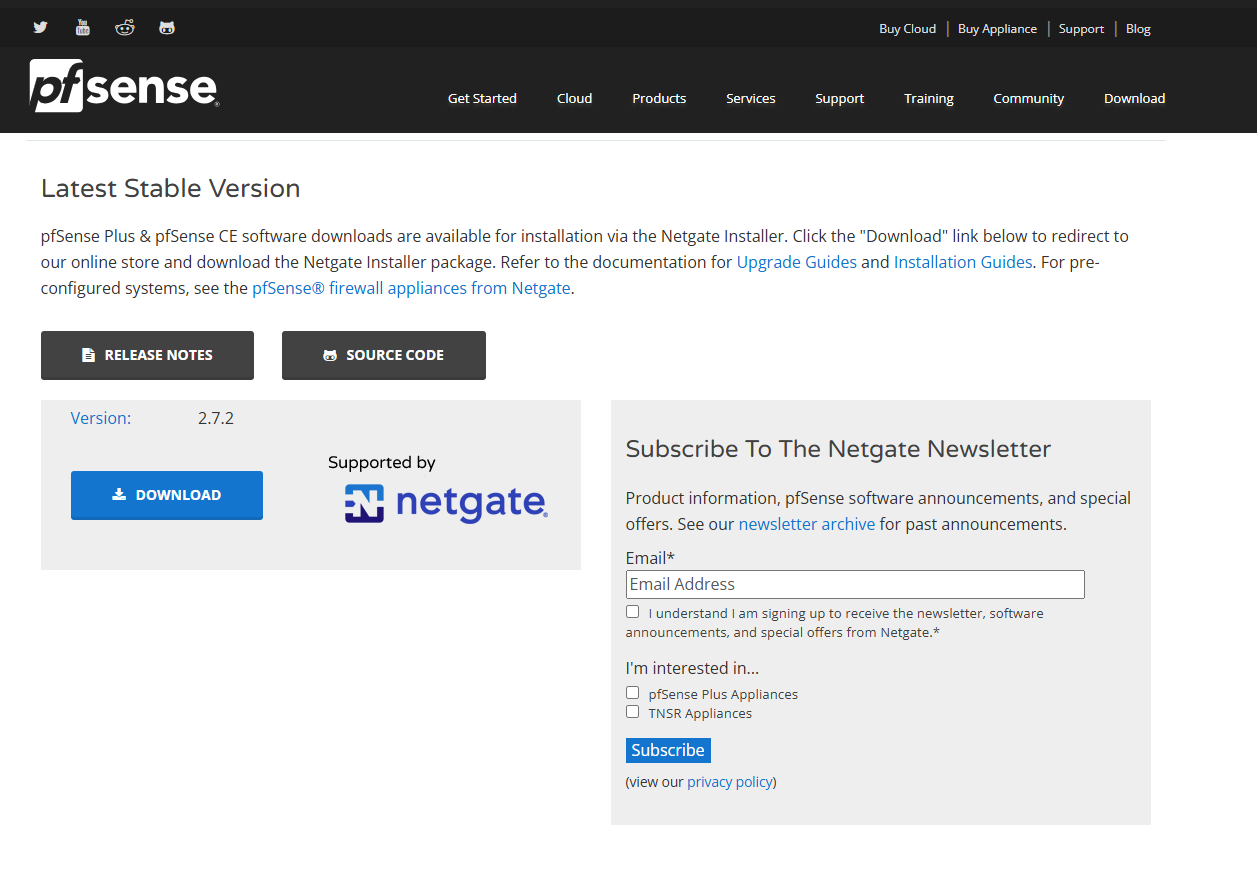 Buy Cloud | Buy Appliance | Support | Blog
pfsense®
Get Started Cloud Products Services Support Training Community Download
Latest Stable Version
pfSense Plus & pfSense CE software downloads are available for installation via the Netgate Installer. Click the "Download" link below to redirect to
our online store and download the Netgate Installer package. Refer to the documentation for Upgrade Guides and Installation Guides. For pre-
configured systems, see the pfSense® firewall appliances from Netgate.
RELEASE NOTES SOURCE CODE
Version: 2.7.2
DOWNLOAD
Supported by
netgate®
Subscribe To The Netgate Newsletter
Product information, pfSense software announcements, and special
offers. See our newsletter archive for past announcements.
Email*
Email Address
I understand I am signing up to receive the newsletter, software
announcements, and special offers from Netgate.*
I'm interested in...
pfSense Plus Appliances
TNSR Appliances
Subscribe
(view our privacy policy)